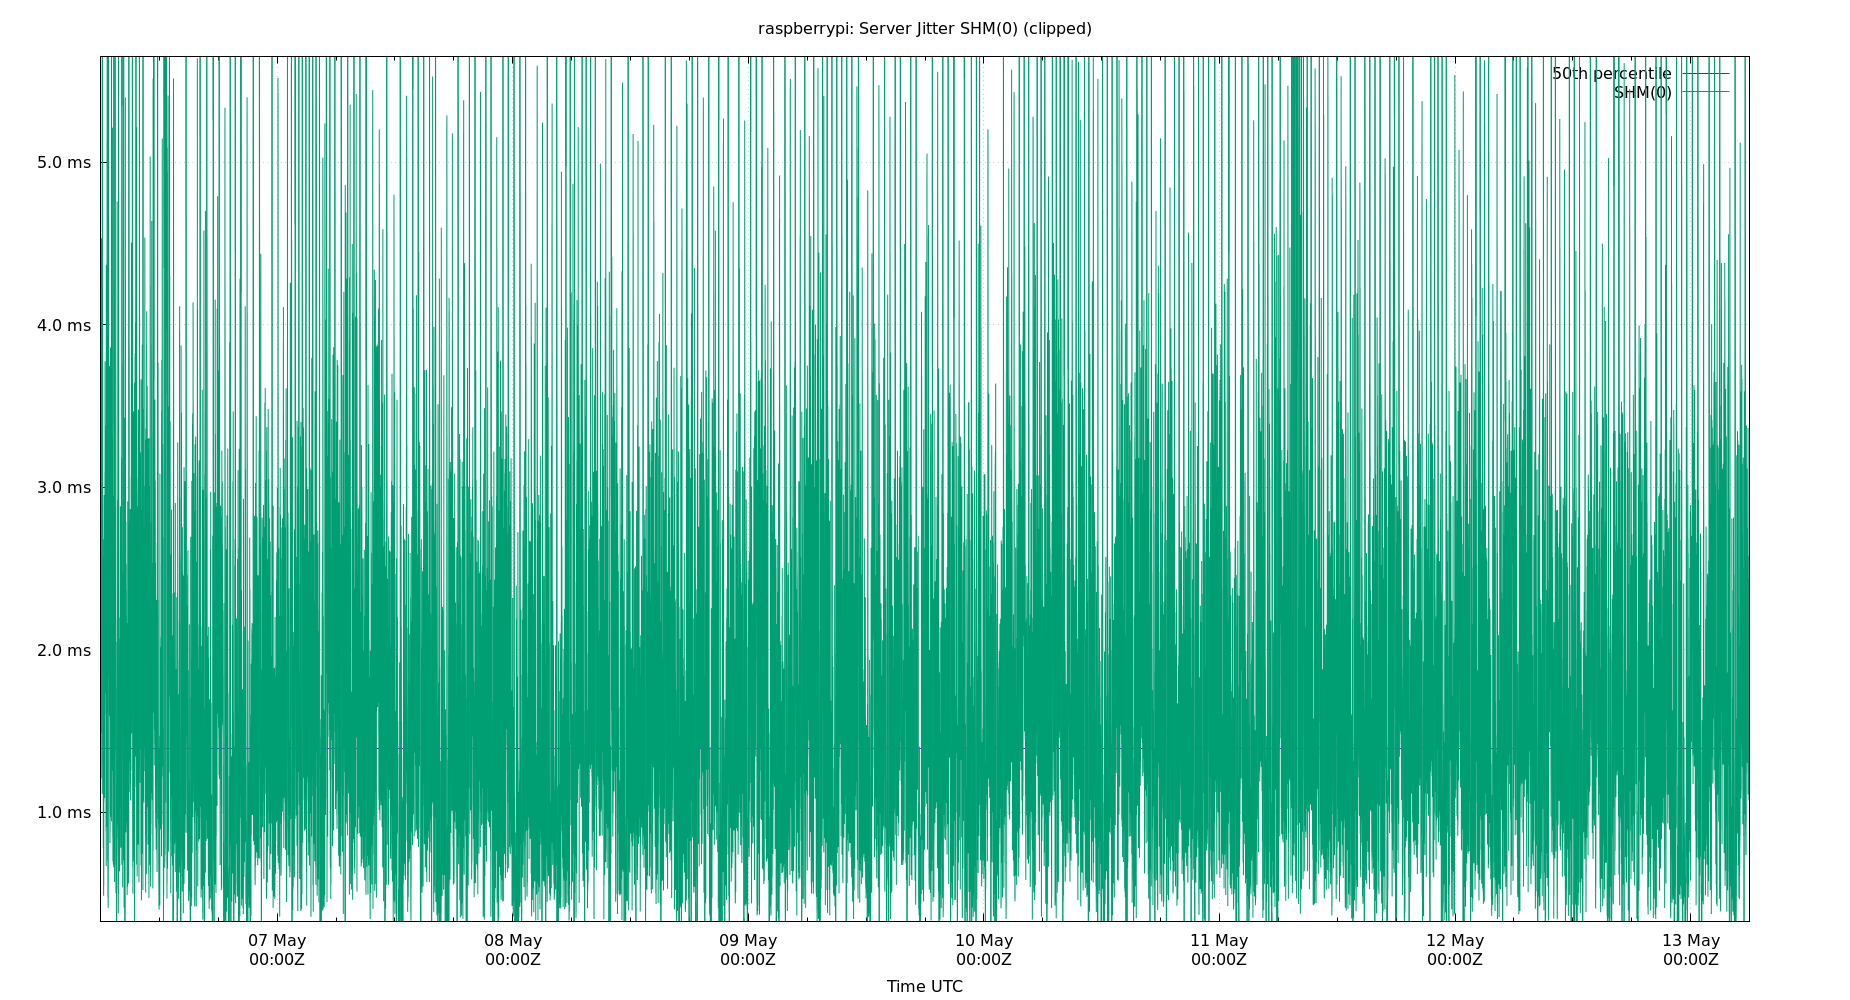 raspberrypi: Server Jitter SHM(0) (clipped)
50th percentile
SHM(0)
5.0 ms
4.0 ms
3.0 ms
2.0 ms
1.0 ms
07 May 08 May 09 May 10 May 11 May 12 May 13 May
00:00Z 00:00Z 00:00Z 00:00Z 00:00Z 00:00Z 00:00Z
Time UTC